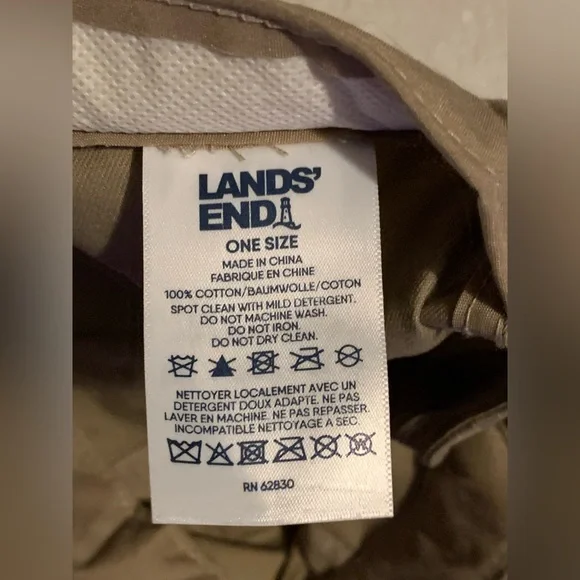 LANDS'
END
ONE SIZE
MADE IN CHINA
FABRIQUE EN CHINE
100% COTTON/BAUMWOLLE/COTON
SPOT CLEAN WITH MILD DETERGENT.
DO NOT MACHINE WASH.
DO NOT IRON.
DO NOT DRY CLEAN.
NETTOYER LOCALEMENT AVEC UN
DETERGENT DOUX ADAPTE. NE PAS
LAVER EN MACHINE. NE PAS REPASSER.
INCOMPATIBLE NETTOYAGE A SEC.
RN 62830